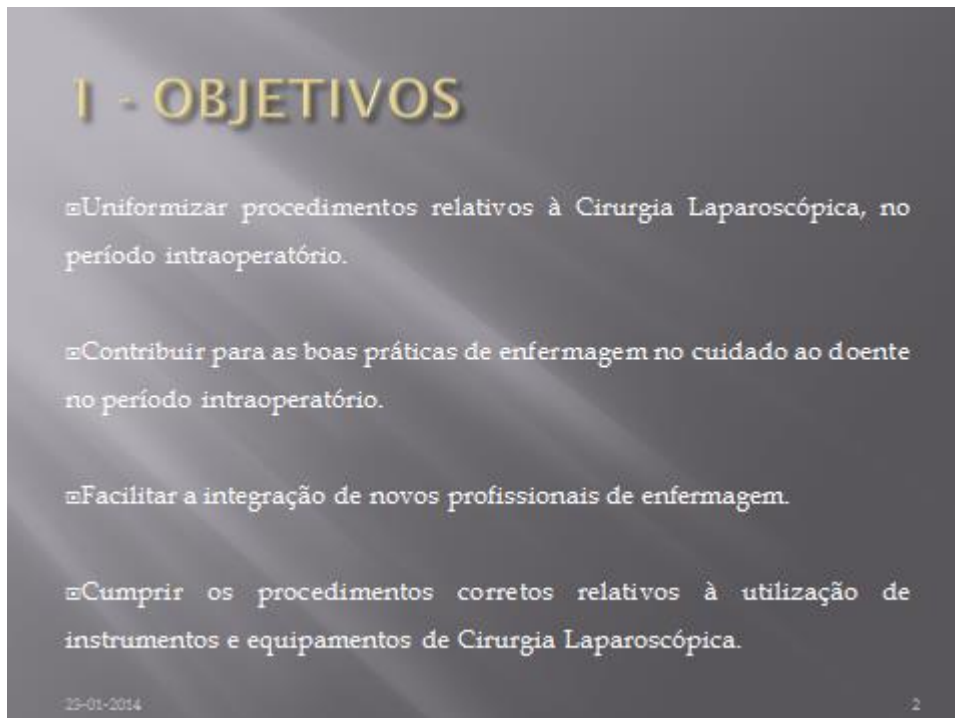 1 - OBJETIVOS
Uniformizar procedimentos relativos à Cirurgia Laparoscópica, no
período intraoperatório.
Contribuir para as boas práticas de enfermagem no cuidado ao doente
no período intraoperatório.
Facilitar a integração de novos profissionais de enfermagem.
Cumprir os procedimentos corretos relativos à utilização de
instrumentos e equipamentos de Cirurgia Laparoscópica.
23-01-2014
2